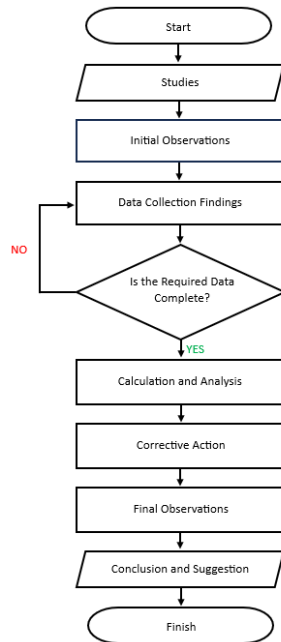 Start
Studies
Initial Observations
Data Collection Findings
NO
Is the Required Data
Complete?
YES
Calculation and Analysis
Corrective Action
Final Observations
Conclusion and Suggestion
Finish